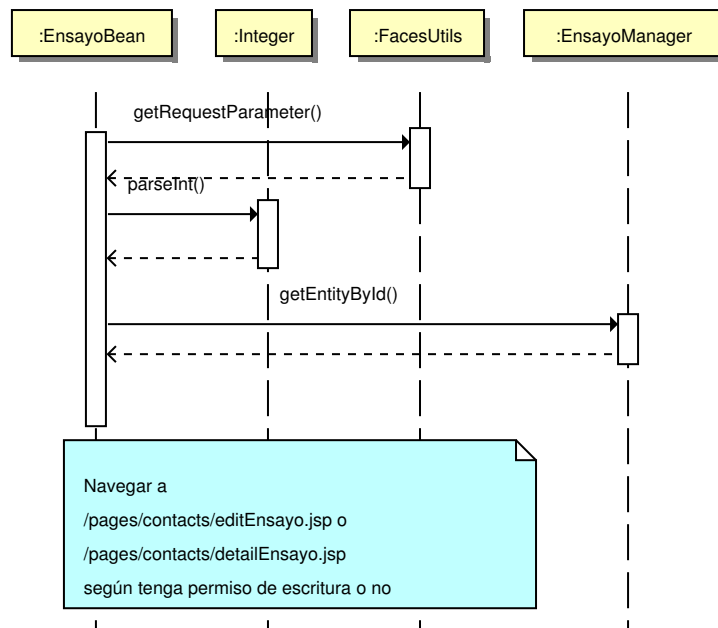 :EnsayoBean
:Integer
:FacesUtils
:EnsayoManager
getRequestParameter()
parseInt()
getEntityById()
Navegar a
/pages/contacts/editEnsayo.jsp o
/pages/contacts/detailEnsayo.jsp
según tenga permiso de escritura o no